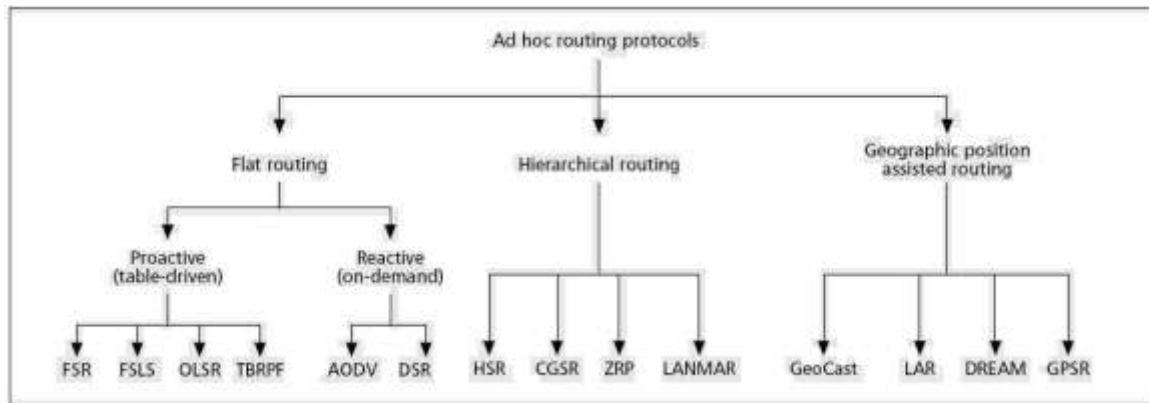 Ad hoc routing protocols
Flat routing
Hierarchical routing
Geographic position
assisted routing
Proactive
(table-driven)
Reactive
(on-demand)
FSR
FSLS
OLSR
TBRPF
AODV
DSR
HSR
CGSR
ZRP
LANMAR
GeoCast
LAR
DREAM
GPSR